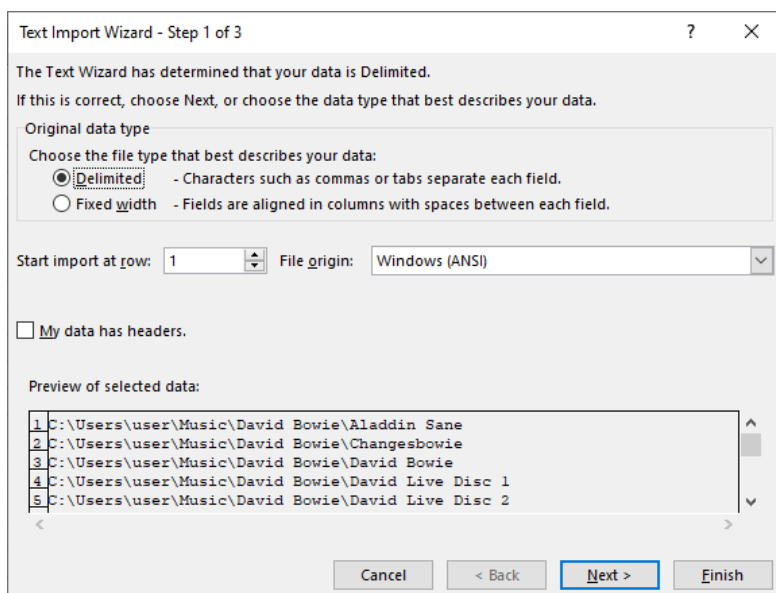 Text Import Wizard - Step 1 of 3 ?
The Text Wizard has determined that your data is Delimited.
If this is correct, choose Next, or choose the data type that best describes your data.
Original data type
Choose the file type that best describes your data:
Delimited - Characters such as commas or tabs separate each field.
Fixed width - Fields are aligned in columns with spaces between each field.
Start import at row: 1 File origin: Windows (ANSI)
My data has headers.
Preview of selected data:
1 C:\Users\user\Music\David Bowie\Aladdin Sane
2 C:\Users\user\Music\David Bowie\Changesbowie
3 C:\Users\user\Music\David Bowie\David Bowie
4 C:\Users\user\Music\David Bowie\David Live Disc 1
5 C:\Users\user\Music\David Bowie\David Live Disc 2
Cancel < Back Next > Finish